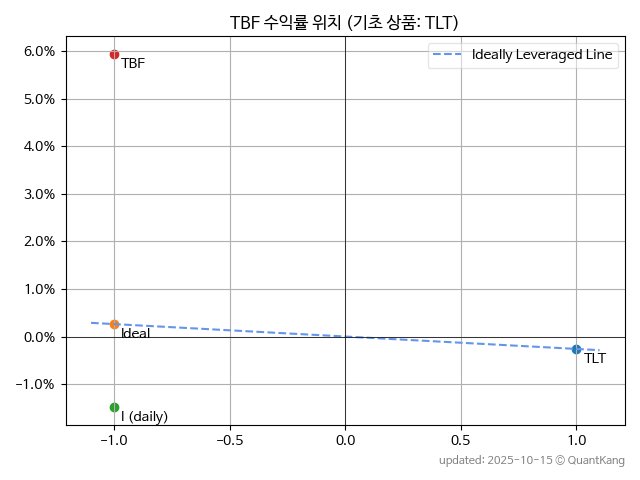 TBF 수익률 위치 (기초 상품: TLT)
6.0%
5.0%
4.0%
3.0%
2.0%
1.0%
0.0%
−1.0%
Ideally Leveraged Line
TBF
Ideal
TLT
I (daily)
−1.0
−0.5
0.0
0.5
1.0
updated: 2025-10-15 © QuantKang